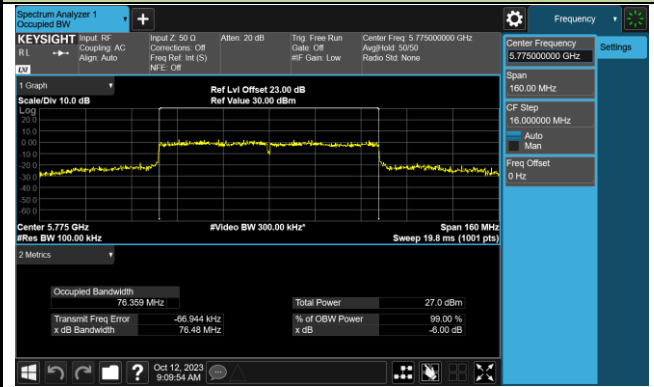 Spectrum Analyzer 1
Occupied BW
+
Frequency
KEYSIGHT
RL
LXI
Input: RF
Coupling: AC
Align: Auto
Input Z: 50 Ω
Corrections: Off
Freq Ref: Int (S)
NFE: Off
Atten: 20 dB
Trig: Free Run
Gate: Off
#IF Gain: Low
Center Freq: 5.775000000 GHz
Avg|Hold: 50/50
Radio Std: None
Center Frequency
5.775000000 GHz
Settings
Span
160.00 MHz
CF Step
16.000000 MHz
Auto
Man
Freq Offset
0 Hz
1 Graph
Scale/Div 10.0 dB
Ref Lvl Offset 23.00 dB
Ref Value 30.00 dBm
Log
20.0
10.0
0.00
-10.0
-20.0
-30.0
-40.0
-50.0
-60.0
Center 5.775 GHz
#Res BW 100.00 kHz
#Video BW 300.00 kHz*
Span 160 MHz
Sweep 19.8 ms (1001 pts)
2 Metrics
Occupied Bandwidth
76.359 MHz
Total Power 27.0 dBm
Transmit Freq Error -66.944 kHz
% of OBW Power 99.00 %
x dB Bandwidth 76.48 MHz
x dB -6.00 dB
?
Oct 12, 2023
9:09:54 AM